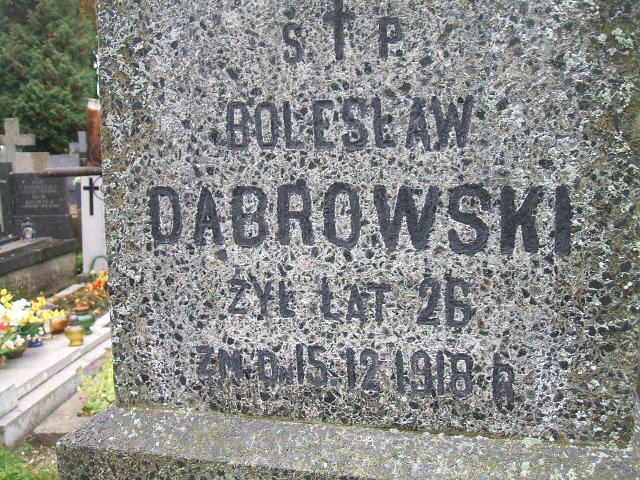 Ś † P
BOLESŁAW
DĄBROWSKI
ŻYŁ LAT 26
ZM. D. 15.12 1918 R